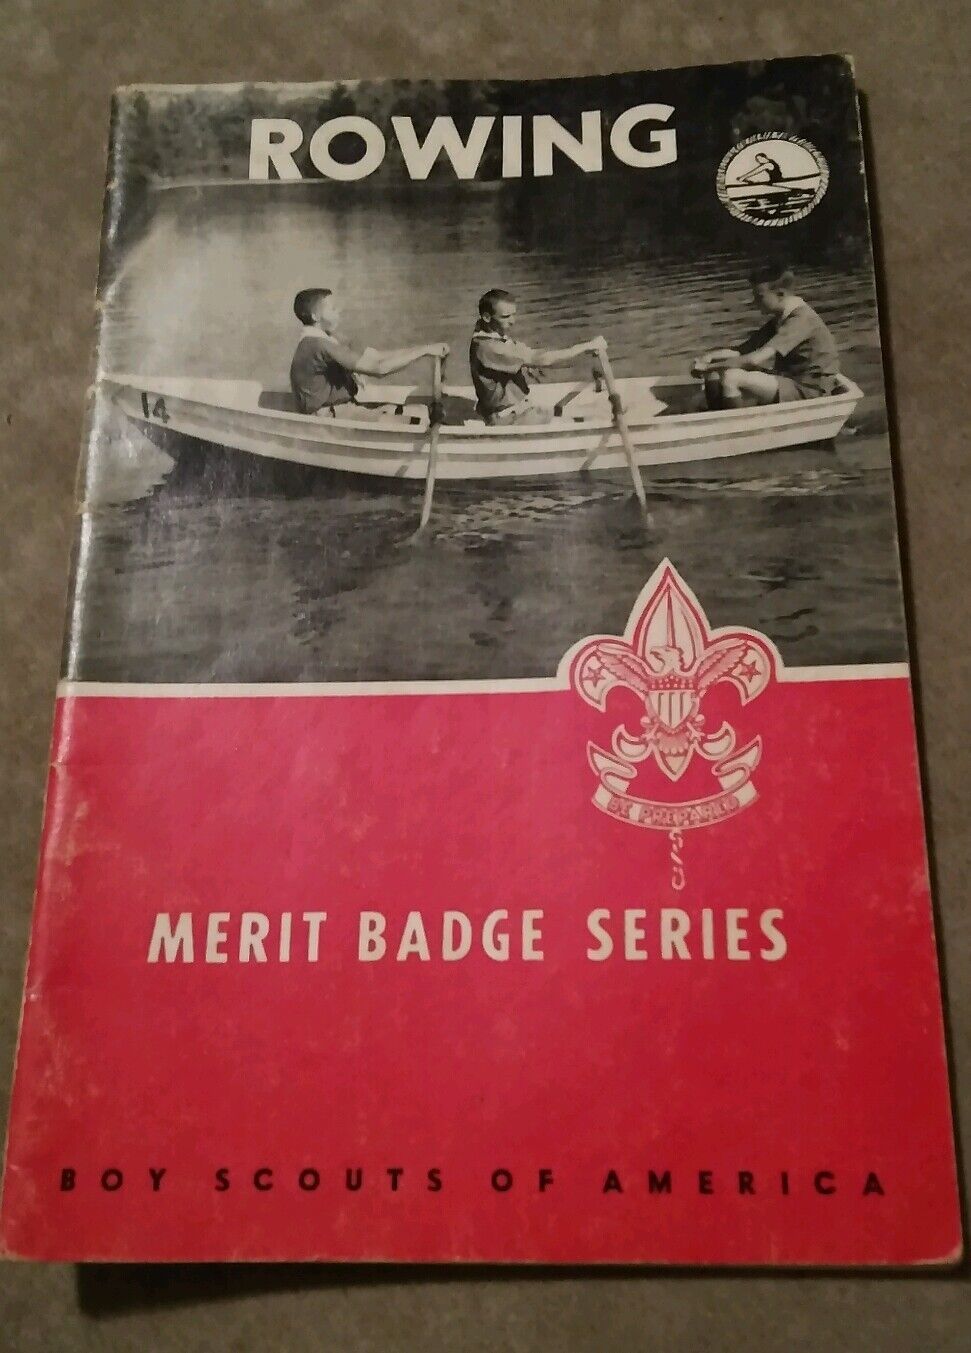 ROWING
14
BE PREPARED
MERIT BADGE SERIES
BOY SCOUTS OF AMERICA